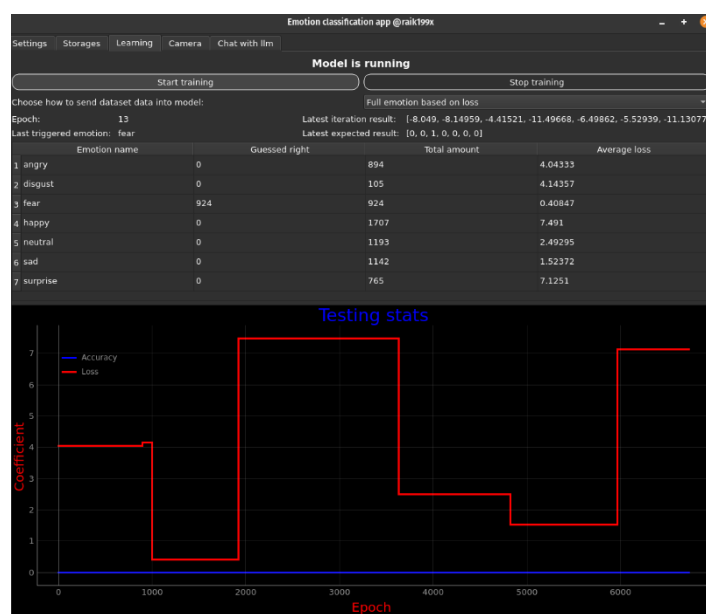 Emotion classification app @raik199x
Settings Storages Learning Camera Chat with llm
Model is running
Start training Stop training
Choose how to send dataset data into model: Full emotion based on loss
Epoch: 13 Latest iteration result: [-8.049, -8.14959, -4.41521, -11.49668, -6.49862, -5.52939, -11.13077
Last triggered emotion: fear Latest expected result: [0, 0, 1, 0, 0, 0, 0]
Emotion name Guessed right Total amount Average loss
1 angry 0 894 4.04333
2 disgust 0 105 4.14357
3 fear 924 924 0.40847
4 happy 0 1707 7.491
5 neutral 0 1193 2.49295
6 sad 0 1142 1.52372
7 surprise 0 765 7.1251
Testing stats
Accuracy
Loss
7
6
5
4
3
2
1
0
Coefficient
0 1000 2000 3000 4000 5000 6000
Epoch